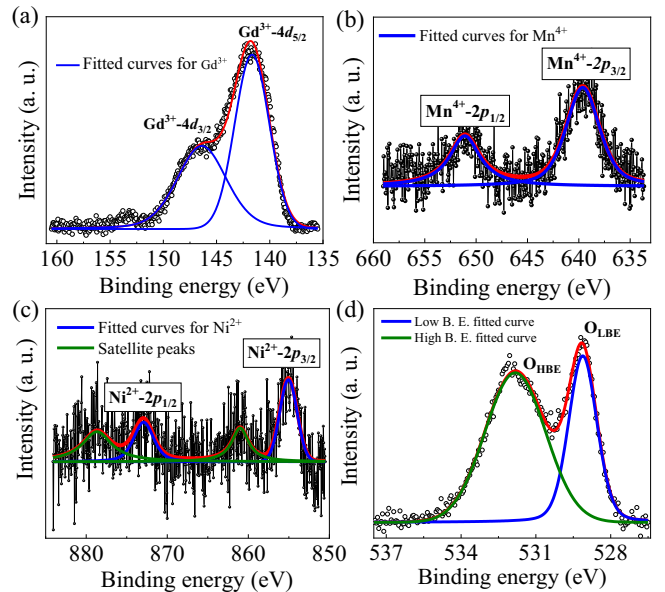 (a)
Gd³⁺-4d₅/₂
Fitted curves for Gd³⁺
Gd³⁺-4d₃/₂
Intensity (a. u.)
160 155 150 145 140 135
Binding energy (eV)
(b)
Fitted curves for Mn⁴⁺
Mn⁴⁺-2p₃/₂
Mn⁴⁺-2p₁/₂
Intensity (a. u.)
660 655 650 645 640 635
Binding energy (eV)
(c)
Fitted curves for Ni²⁺
Satellite peaks
Ni²⁺-2p₃/₂
Ni²⁺-2p₁/₂
Intensity (a. u.)
880 870 860 850
Binding energy (eV)
(d)
Low B. E. fitted curve
High B. E. fitted curve
O_LBE
O_HBE
Intensity (a. u.)
537 534 531 528
Binding energy (eV)